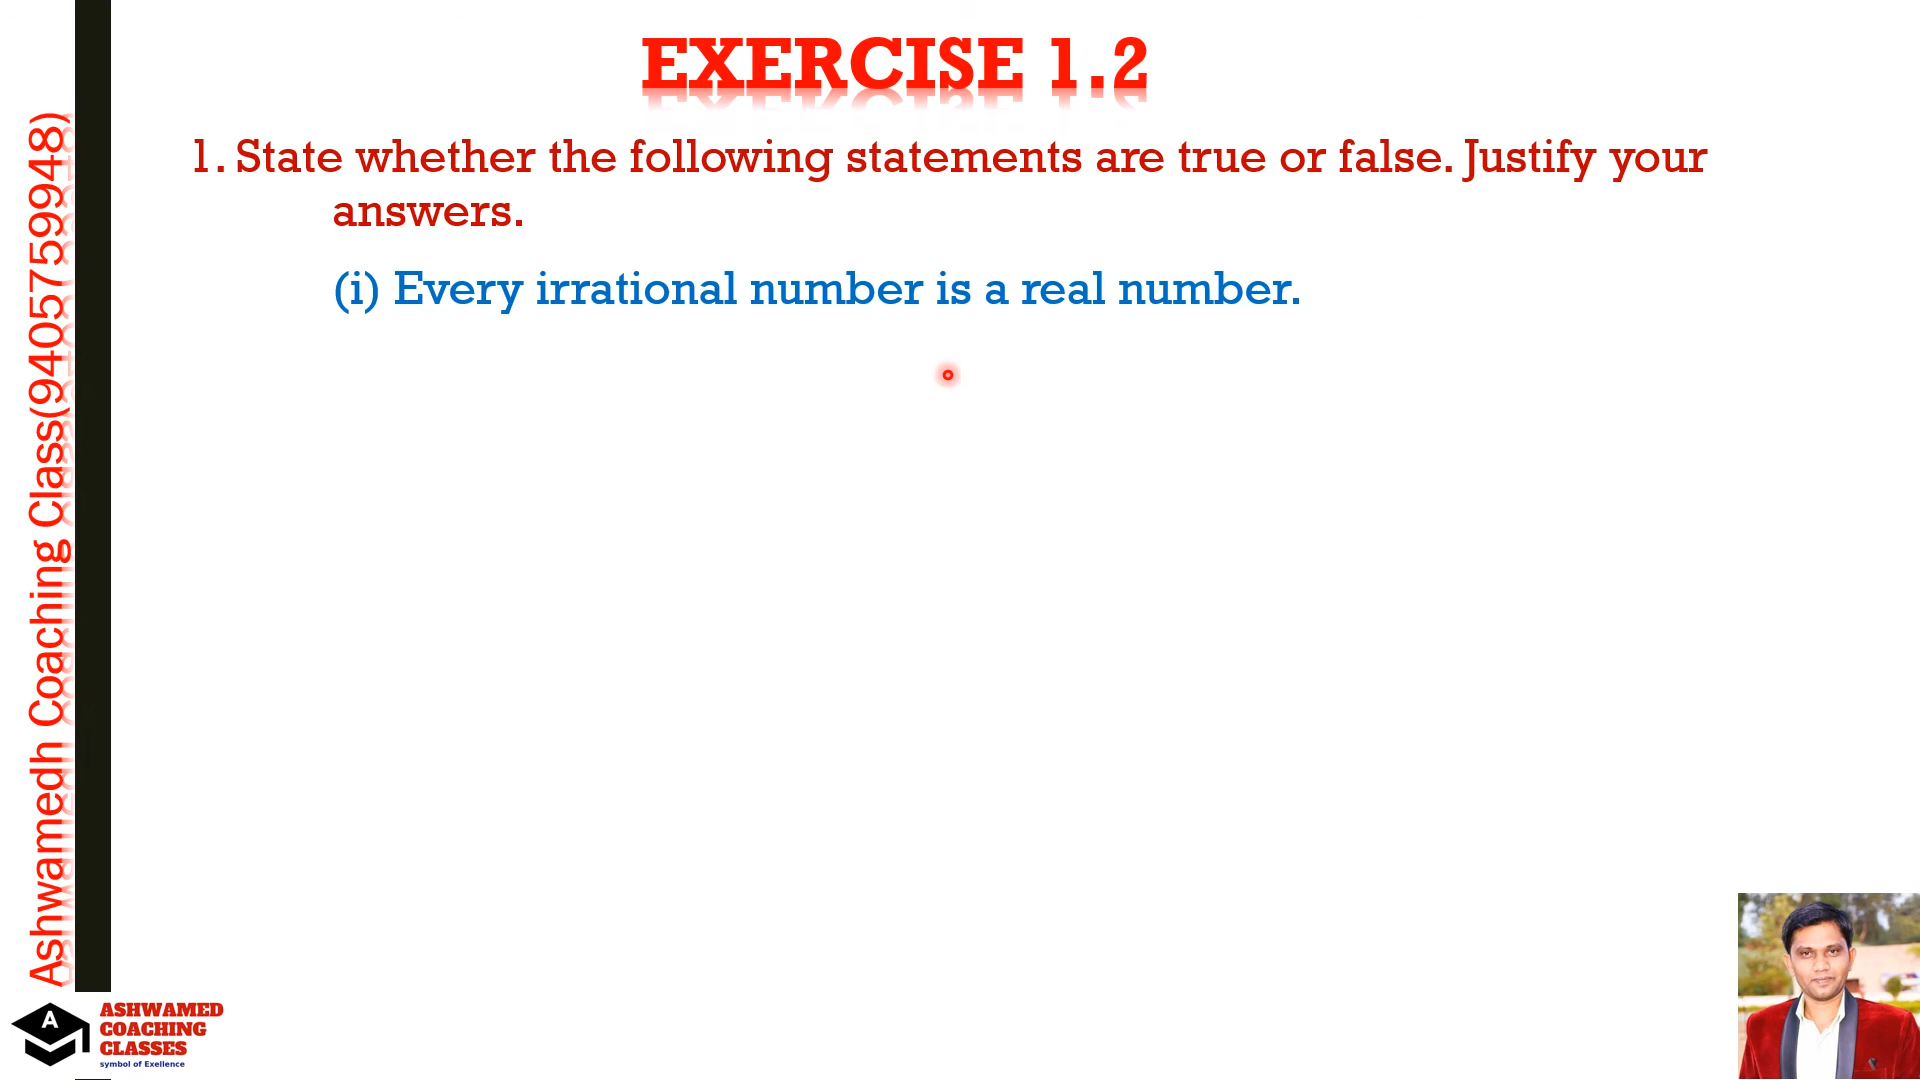 EXERCISE 1.2
1. State whether the following statements are true or false. Justify your
answers.
(i) Every irrational number is a real number.
Ashwamedh Coaching Class(9405759948)
A
ASHWAMED
COACHING
CLASSES
symbol of Exellence